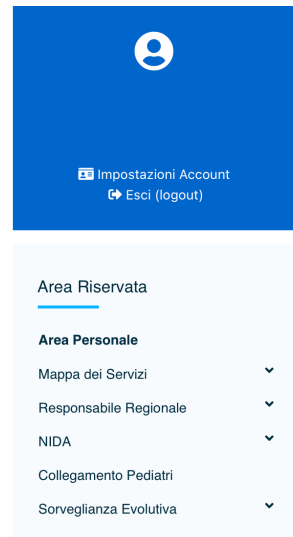 Impostazioni Account
Esci (logout)
Area Riservata
Area Personale
Mappa dei Servizi
Responsabile Regionale
NIDA
Collegamento Pediatri
Sorveglianza Evolutiva